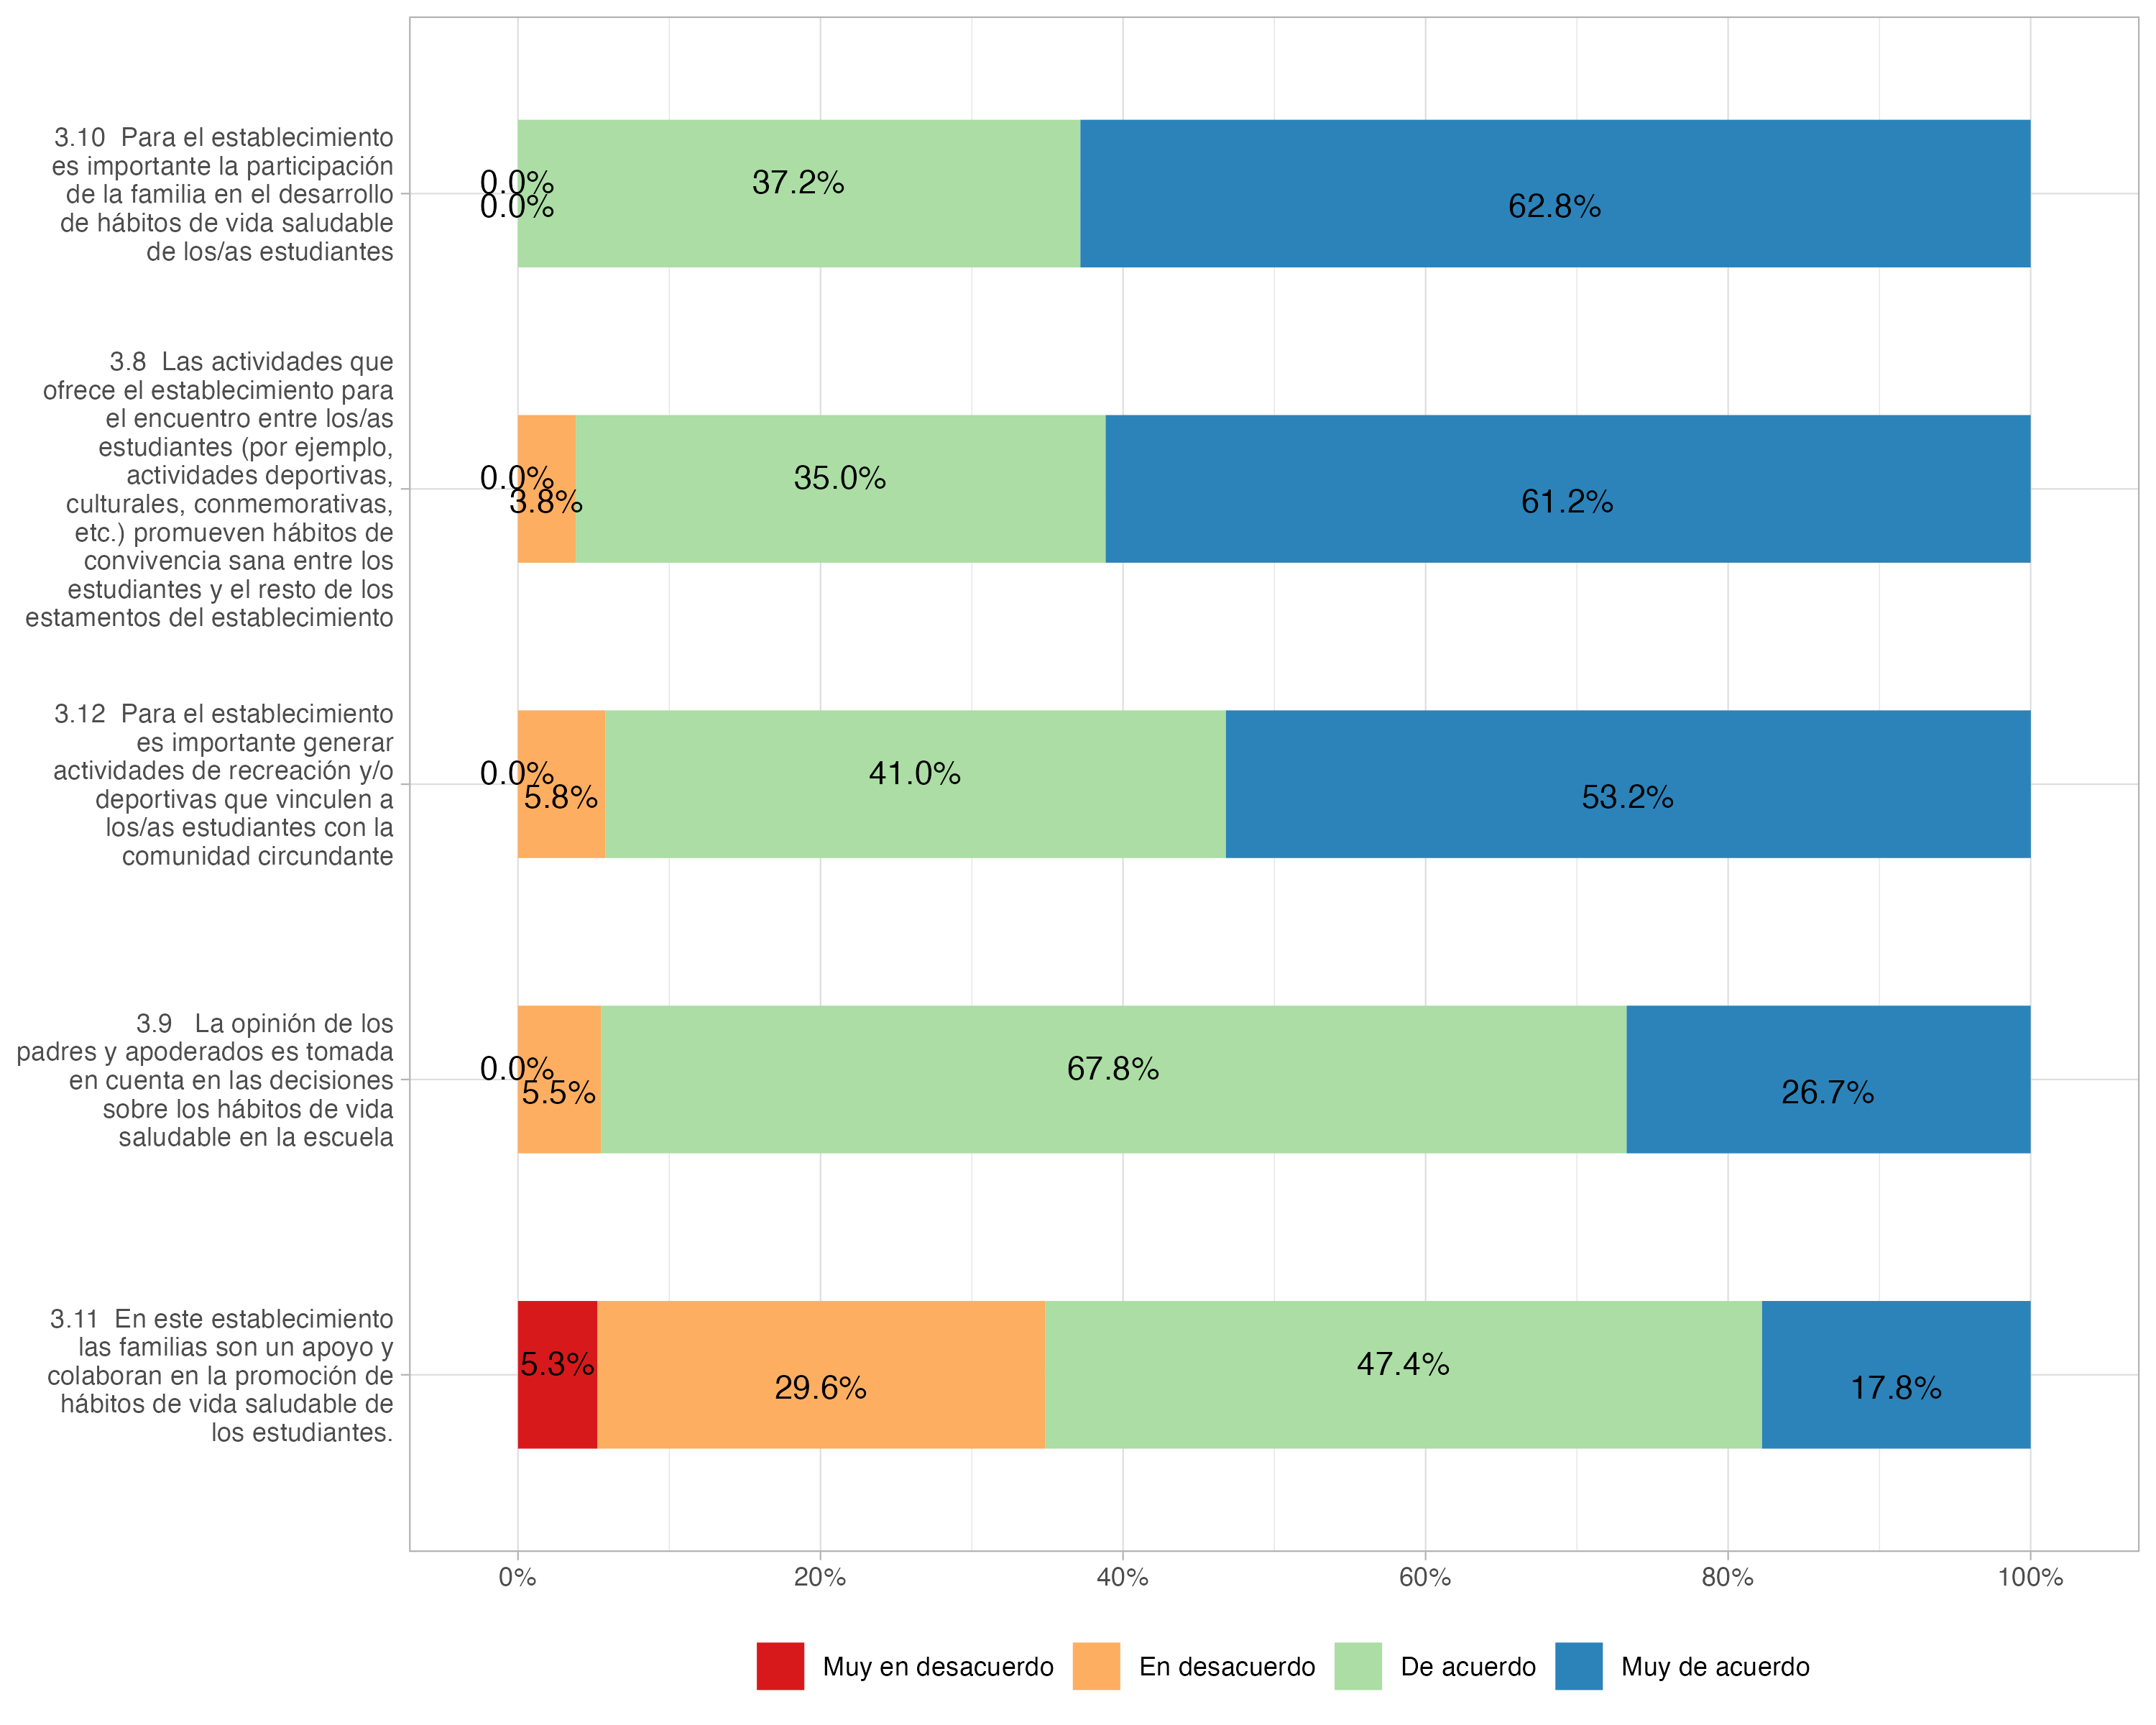 3.10  Para el establecimiento
es importante la participación
de la familia en el desarrollo
de hábitos de vida saludable
de los/as estudiantes
0.0%
0.0%
37.2%
62.8%
3.8  Las actividades que
ofrece el establecimiento para
el encuentro entre los/as
estudiantes (por ejemplo,
actividades deportivas,
culturales, conmemorativas,
etc.) promueven hábitos de
convivencia sana entre los
estudiantes y el resto de los
estamentos del establecimiento
0.0%
3.8%
35.0%
61.2%
3.12  Para el establecimiento
es importante generar
actividades de recreación y/o
deportivas que vinculen a
los/as estudiantes con la
comunidad circundante
0.0%
5.8%
41.0%
53.2%
3.9   La opinión de los
padres y apoderados es tomada
en cuenta en las decisiones
sobre los hábitos de vida
saludable en la escuela
0.0%
5.5%
67.8%
26.7%
3.11  En este establecimiento
las familias son un apoyo y
colaboran en la promoción de
hábitos de vida saludable de
los estudiantes.
5.3%
29.6%
47.4%
17.8%
0% 20% 40% 60% 80% 100%
Muy en desacuerdo En desacuerdo De acuerdo Muy de acuerdo